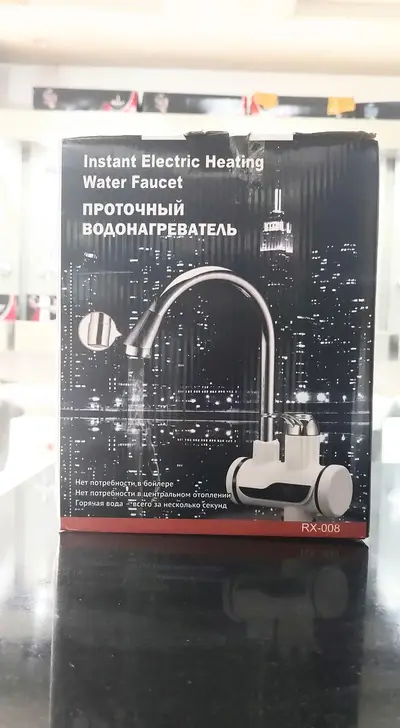 Instant Electric Heating
Water Faucet
ПРОТОЧНЫЙ
ВОДОНАГРЕВАТЕЛЬ
Нет потребности в бойлере
Нет потребности в центральном отоплении
Горячая вода - всего за несколько секунд
RX-008